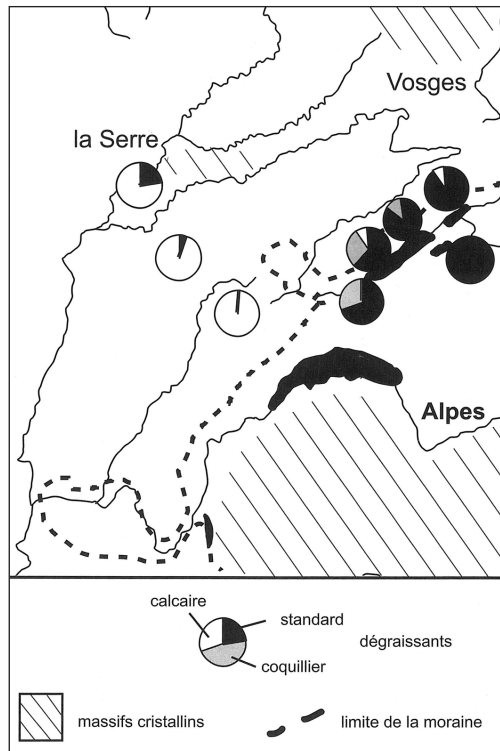 Vosges
la Serre
Alpes
calcaire
standard
dégraissants
coquillier
massifs cristallins
limite de la moraine